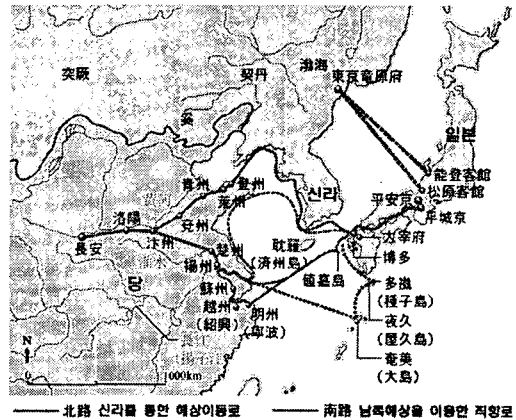 突厥
契丹
渤海
東京竜原府
奚
일본
能登客館
松原客館
平安京
平城京
신라
青州
登州
萊州
兗州
洛陽
長安
汴州
楚州
揚州
蘇州
越州
(紹興)
明州
(寧波)
唐
耽羅
(済州島)
値嘉島
太宰府
博多
多褹
(種子島)
夜久
(屋久島)
奄美
(大島)
N
1000km
北路 신라를 통한 해상이동로
南路 남쪽해상을 이용한 직항로